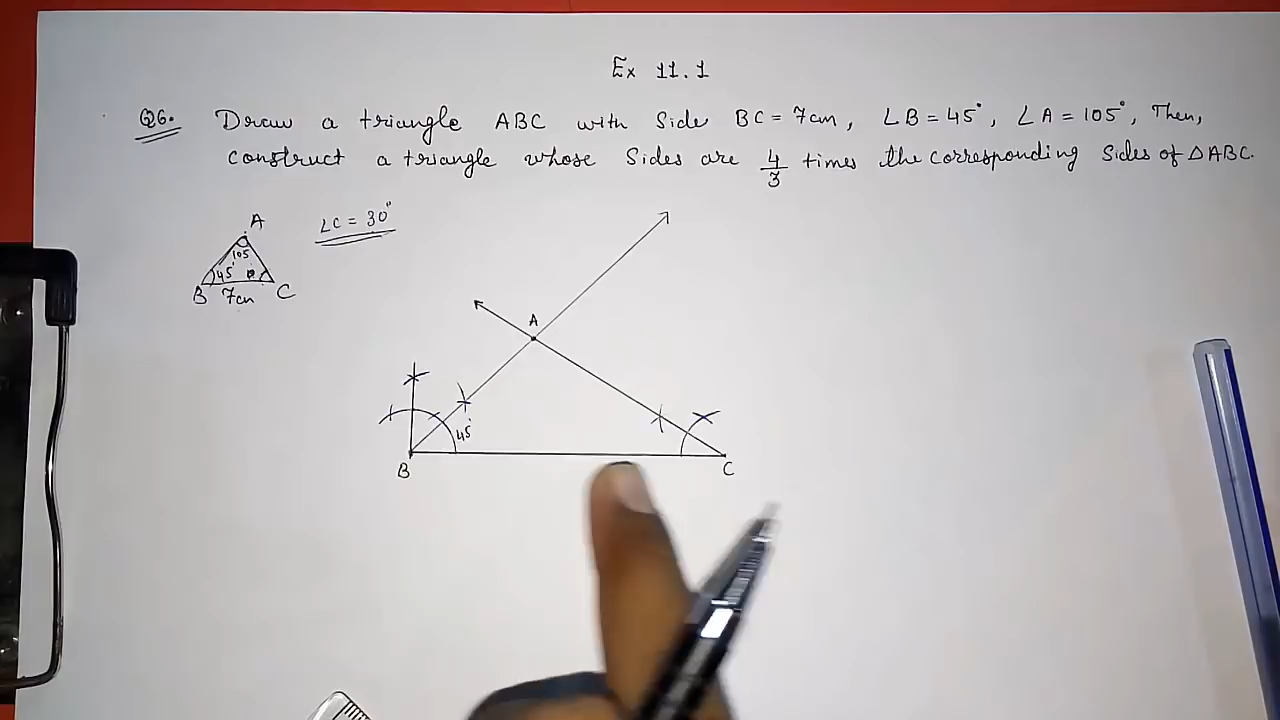 Ex 11.1
Q6. Draw a triangle ABC with Side BC = 7cm, ∠B = 45°, ∠A = 105°, Then,
construct a triangle whose Sides are 4/3 times the corresponding Sides of △ABC.
A
∠C = 30°
105
45°
B
7cm
C
A
45°
B
C